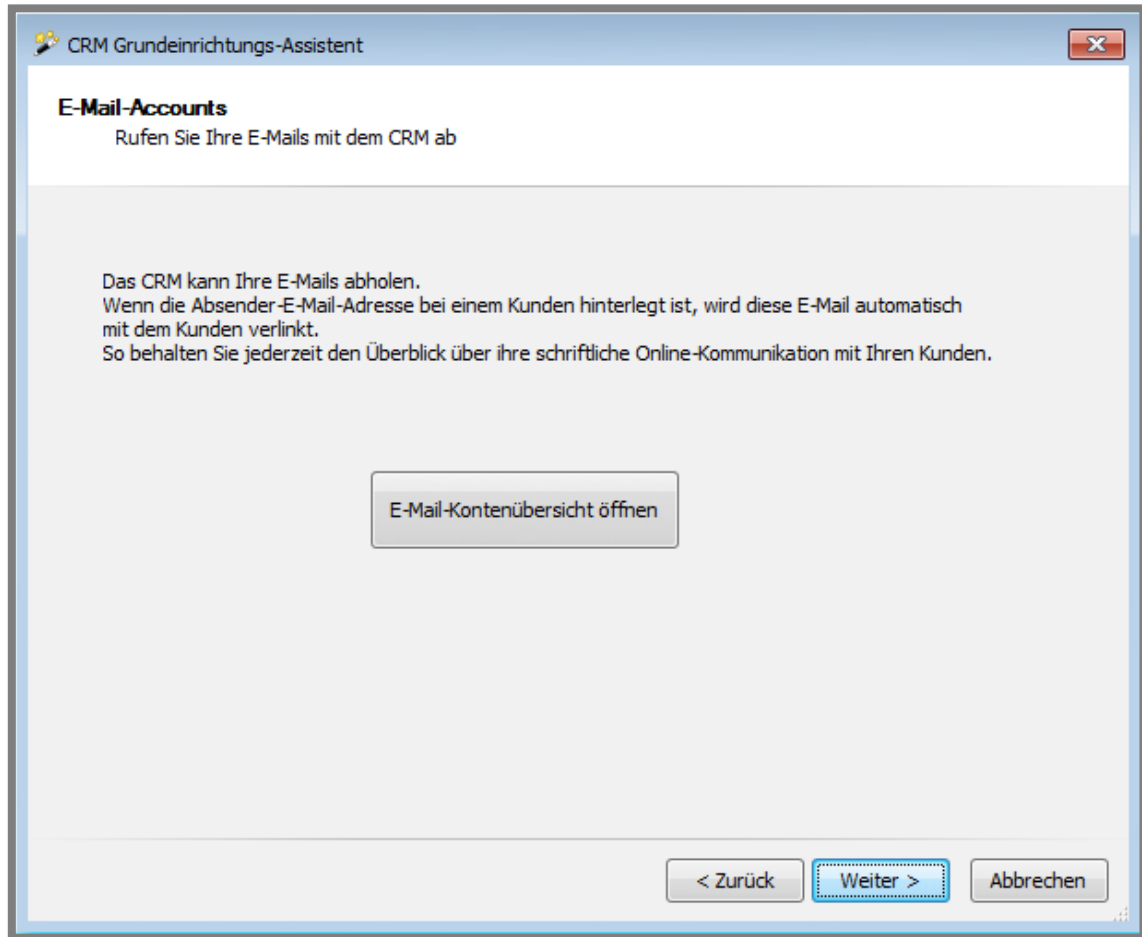 CRM Grundeinrichtungs-Assistent
E-Mail-Accounts
Rufen Sie Ihre E-Mails mit dem CRM ab
Das CRM kann Ihre E-Mails abholen.
Wenn die Absender-E-Mail-Adresse bei einem Kunden hinterlegt ist, wird diese E-Mail automatisch
mit dem Kunden verlinkt.
So behalten Sie jederzeit den Überblick über ihre schriftliche Online-Kommunikation mit Ihren Kunden.
E-Mail-Kontenübersicht öffnen
< Zurück
Weiter >
Abbrechen